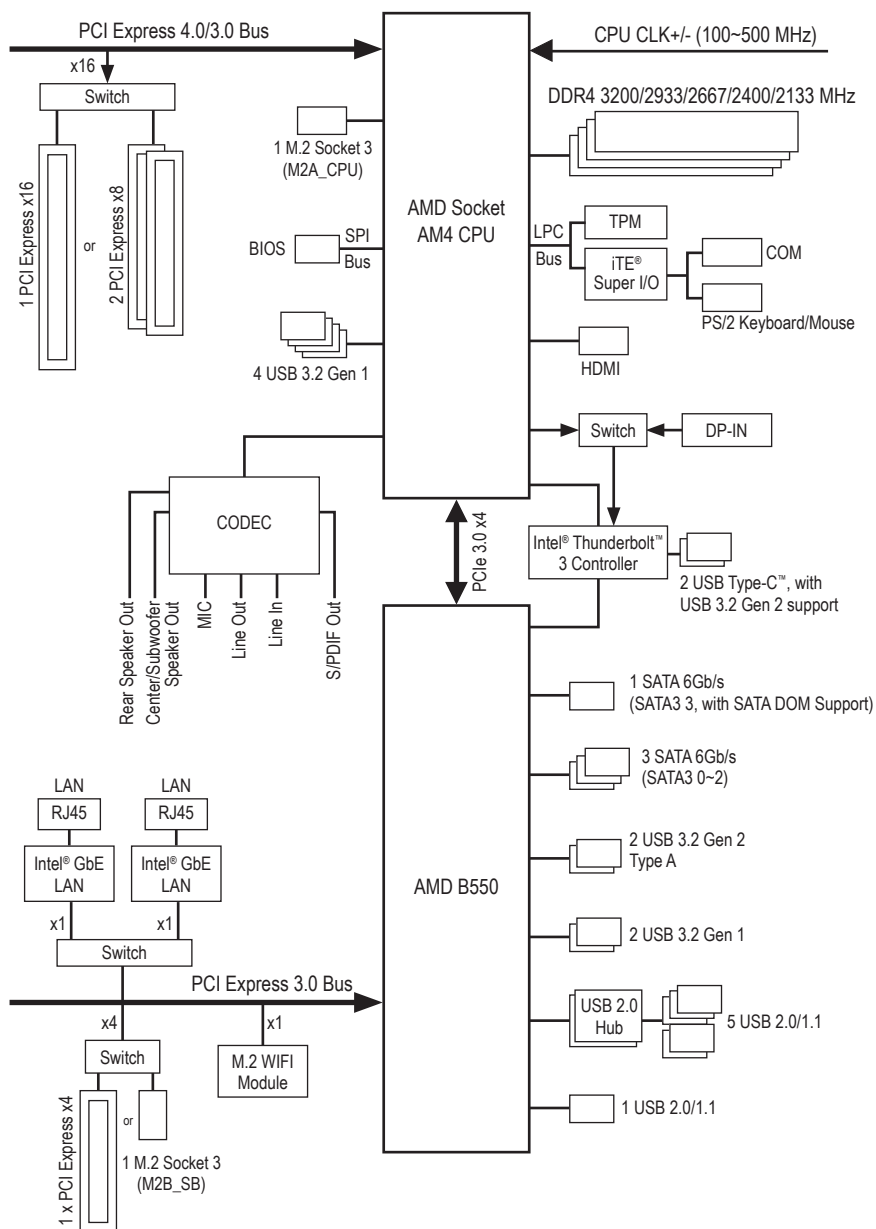 PCI Express 4.0/3.0 Bus
CPU CLK+/- (100~500 MHz)
x16
Switch
DDR4 3200/2933/2667/2400/2133 MHz
1 M.2 Socket 3
(M2A_CPU)
1 PCI Express x16
or
2 PCI Express x8
AMD Socket
AM4 CPU
BIOS
SPI
Bus
LPC
Bus
TPM
iTE®
Super I/O
COM
PS/2 Keyboard/Mouse
4 USB 3.2 Gen 1
HDMI
Switch
DP-IN
CODEC
PCIe 3.0 x4
Intel® Thunderbolt™
3 Controller
2 USB Type-C™, with
USB 3.2 Gen 2 support
Rear Speaker Out
Center/Subwoofer
Speaker Out
MIC
Line Out
Line In
S/PDIF Out
1 SATA 6Gb/s
(SATA3 3, with SATA DOM Support)
3 SATA 6Gb/s
(SATA3 0~2)
LAN
LAN
RJ45
RJ45
Intel® GbE
LAN
Intel® GbE
LAN
x1
x1
Switch
AMD B550
2 USB 3.2 Gen 2
Type A
2 USB 3.2 Gen 1
PCI Express 3.0 Bus
x4
x1
Switch
M.2 WIFI
Module
USB 2.0
Hub
5 USB 2.0/1.1
1 USB 2.0/1.1
1 x PCI Express x4
or
1 M.2 Socket 3
(M2B_SB)